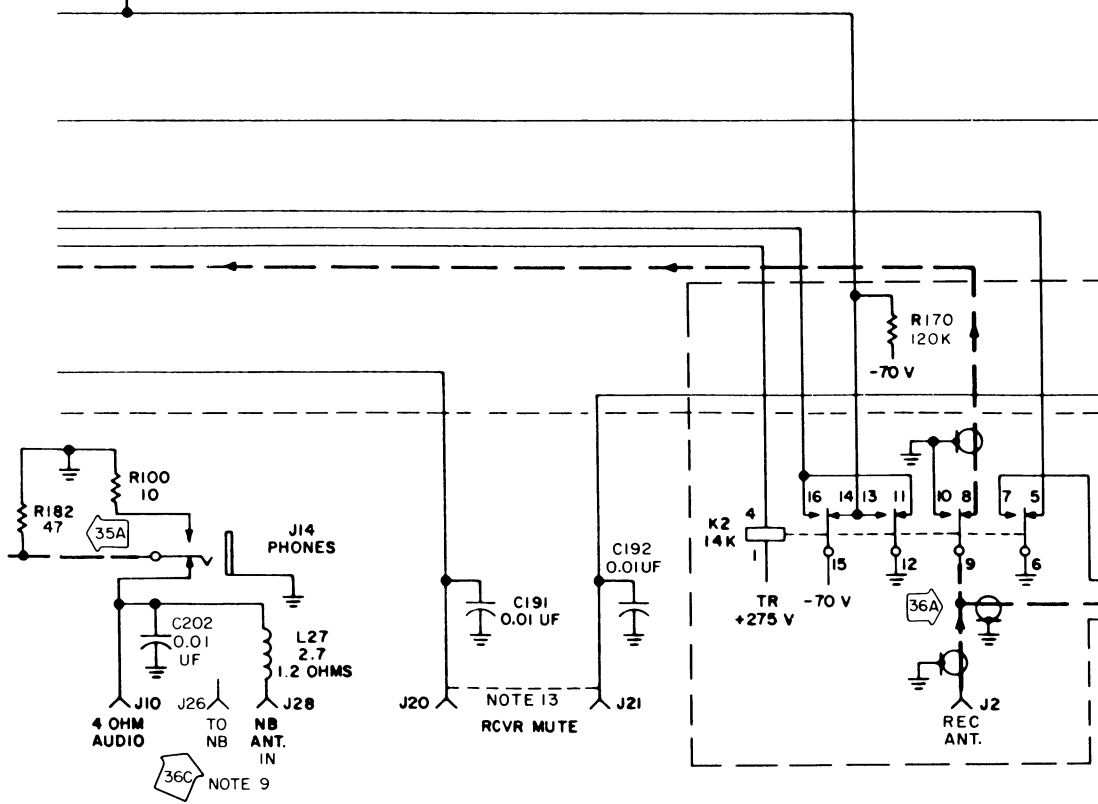 R170
120K
-70 V
R100
10
R182
47
35A
J14
PHONES
C202
0.01
UF
L27
2.7
1.2 OHMS
J10
4 OHM
AUDIO
J26
TO
NB
J28
NB
ANT.
IN
36C
NOTE 9
C191
0.01 UF
C192
0.01UF
J20
NOTE 13
J21
RCVR MUTE
16
14
13
11
10
8
7
5
4
K2
14K
1
15
12
9
6
TR
+275 V
-70 V
36A
J2
REC
ANT.